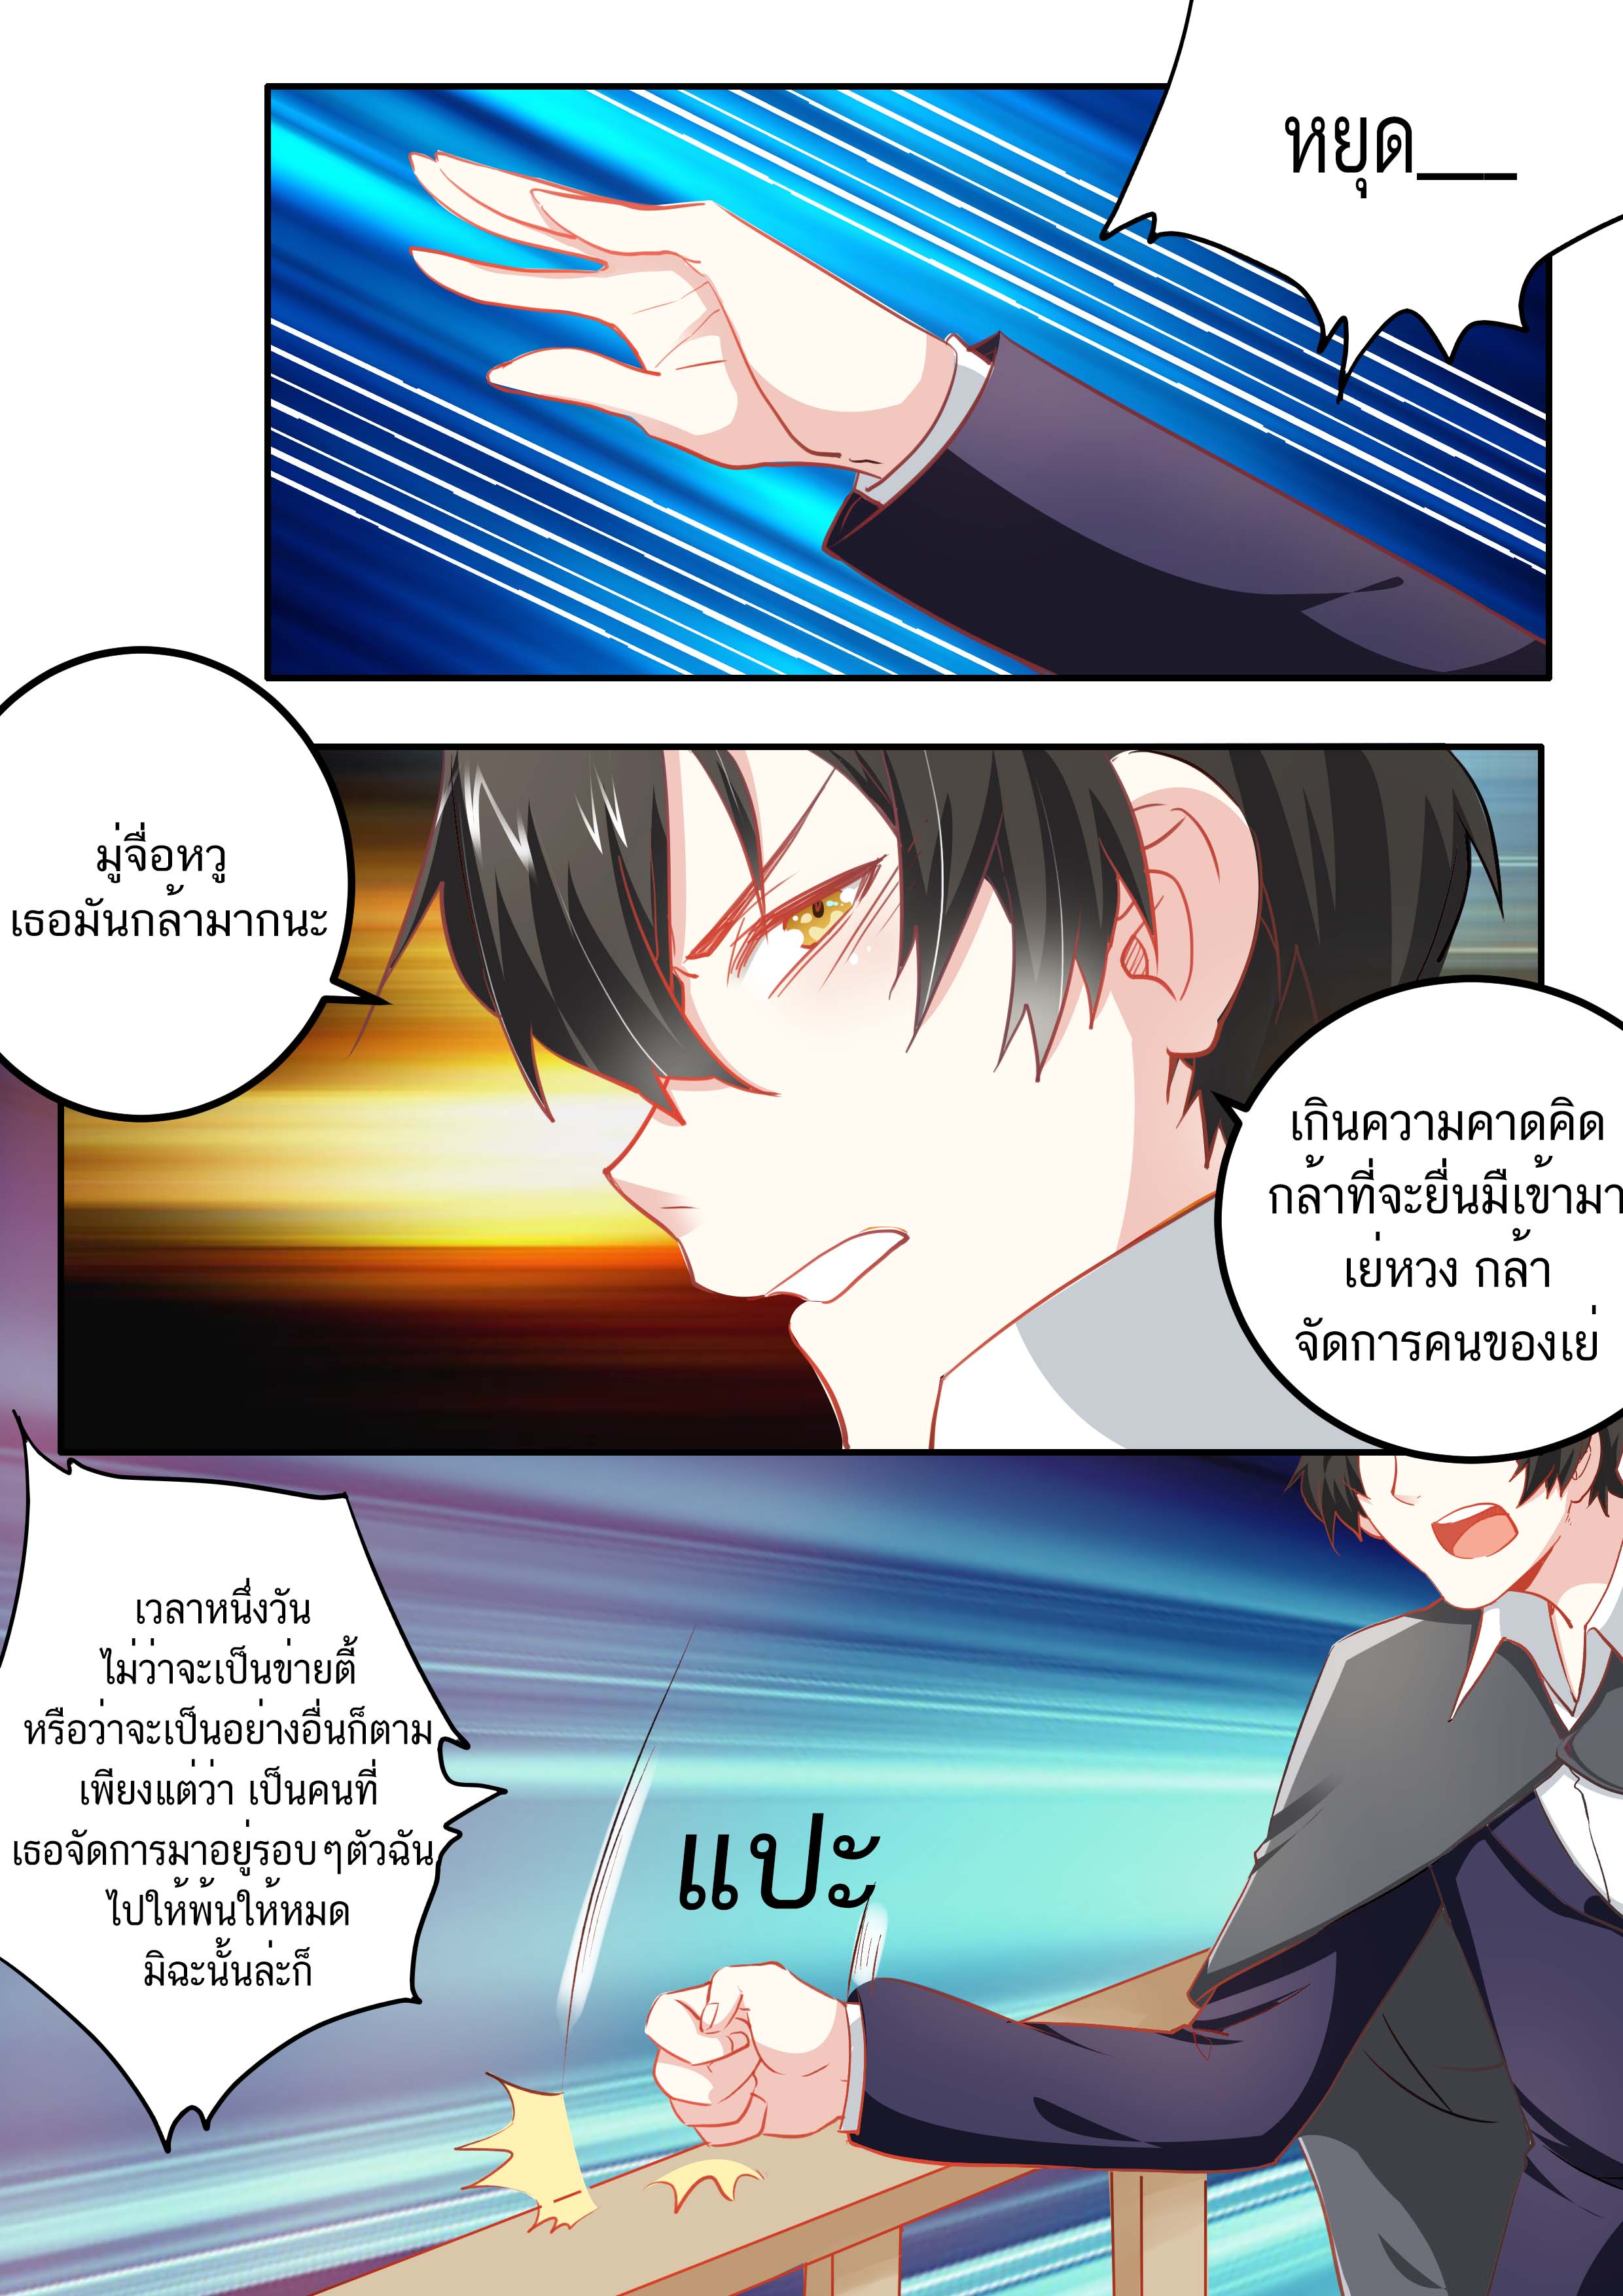 หยุด___
มู่จื่อหวู
เธอมันกล้ามากนะ
เกินความคาดคิด
กล้าที่จะยื่นมือเข้ามา
เย่หวง กล้า
จัดการคนของเย่
เวลาหนึ่งวัน
ไม่ว่าจะเป็นข่ายตี้
หรือว่าจะเป็นอย่างอื่นก็ตาม
เพียงแต่ว่า เป็นคนที่
เธอจัดการมาอยู่รอบๆตัวฉัน
ไปให้พ้นให้หมด
มิฉะนั้นล่ะก็
แปะ